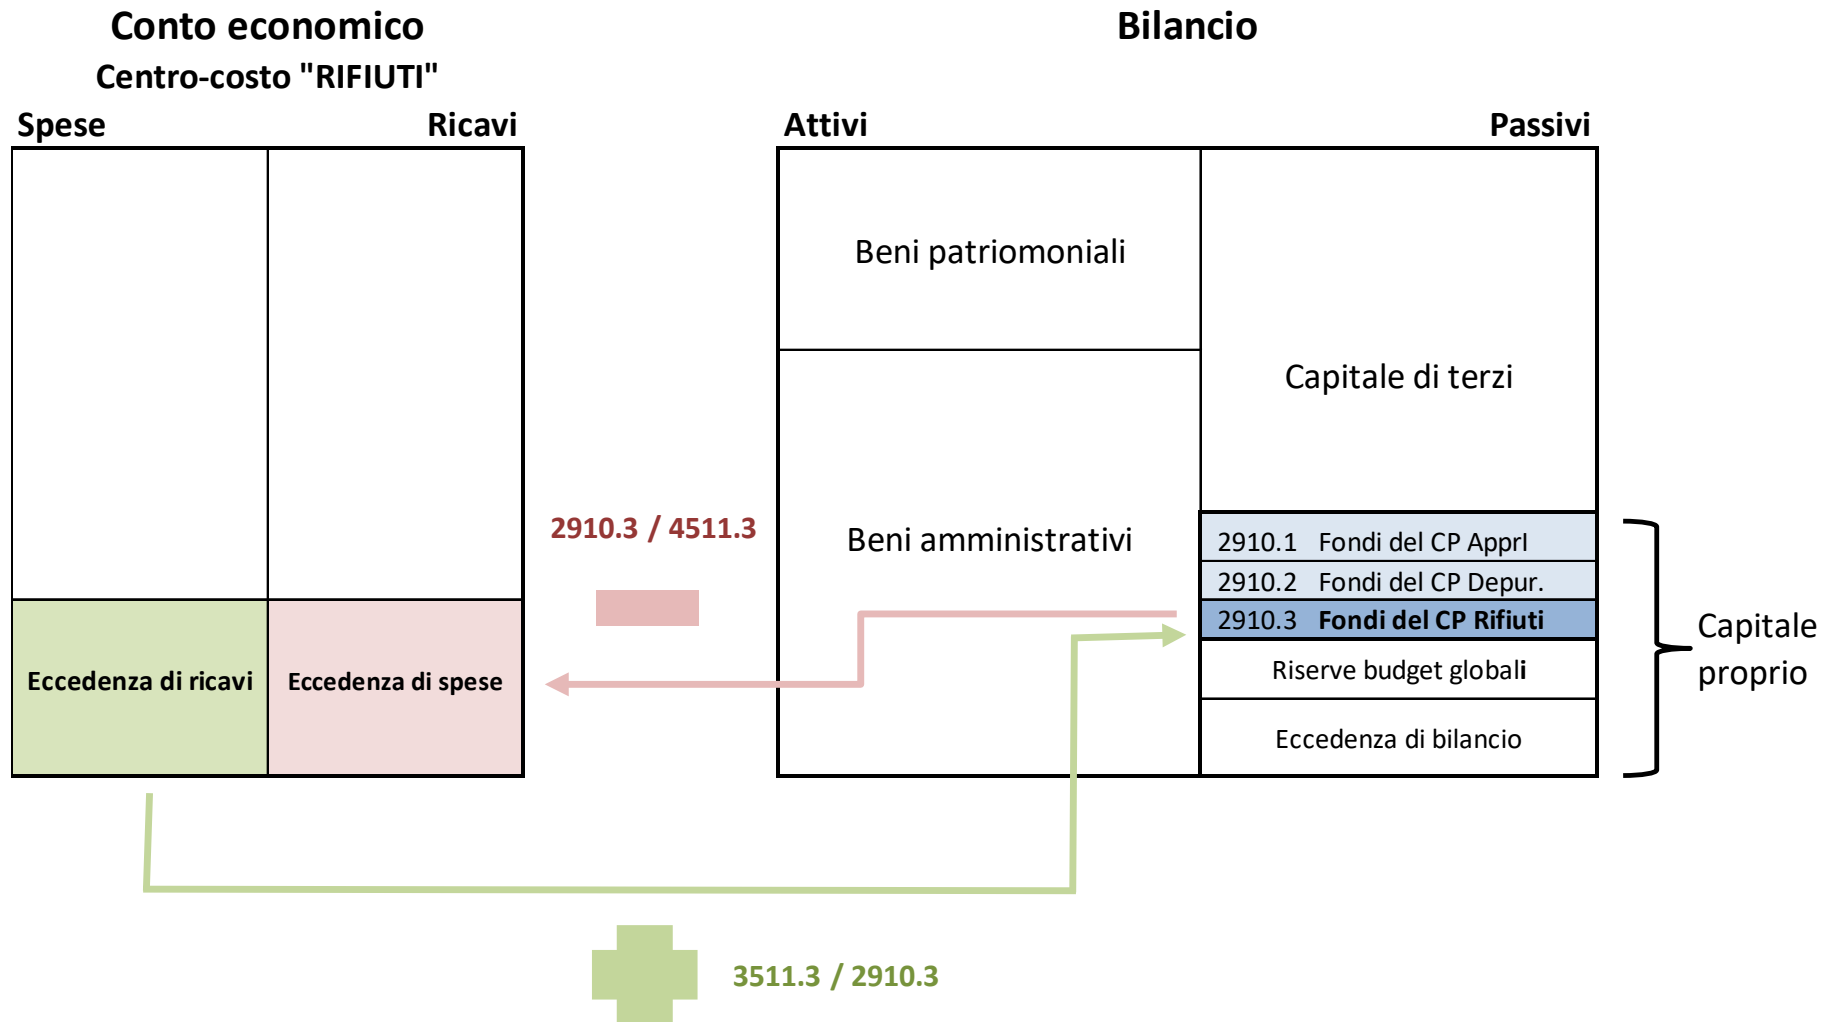 Conto economico
Centro-costo "RIFIUTI"
Spese
Ricavi
Eccedenza di ricavi
Eccedenza di spese
2910.3 / 4511.3
Bilancio
Attivi
Passivi
Beni patriomoniali
Beni amministrativi
Capitale di terzi
2910.1 Fondi del CP ApprI
2910.2 Fondi del CP Depur.
2910.3 Fondi del CP Rifiuti
Riserve budget globali
Eccedenza di bilancio
Capitale
proprio
3511.3 / 2910.3